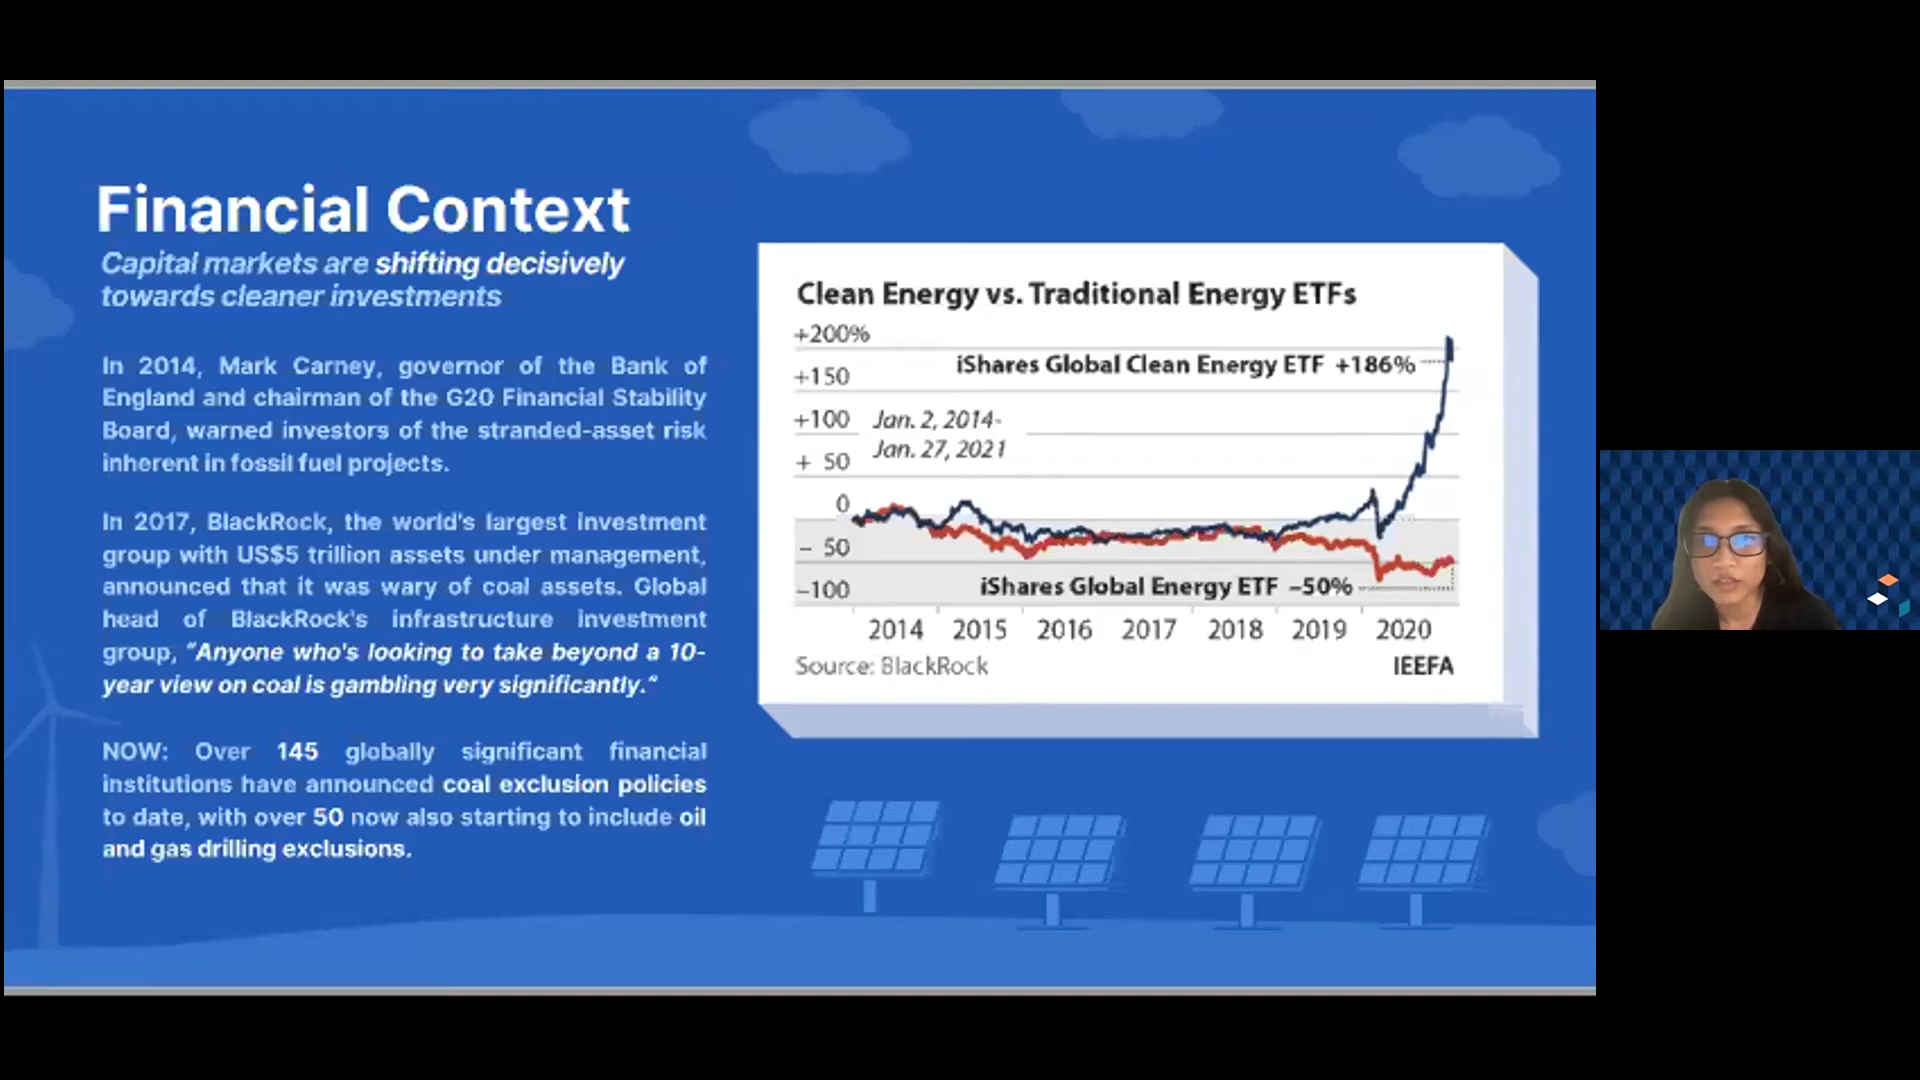 Financial Context
Capital markets are shifting decisively
towards cleaner investments
In 2014, Mark Carney, governor of the Bank of
England and chairman of the G20 Financial Stability
Board, warned investors of the stranded-asset risk
inherent in fossil fuel projects.
In 2017, BlackRock, the world's largest investment
group with US$5 trillion assets under management,
announced that it was wary of coal assets. Global
head of BlackRock's infrastructure investment
group, "Anyone who's looking to take beyond a 10-
year view on coal is gambling very significantly."
NOW: Over 145 globally significant financial
institutions have announced coal exclusion policies
to date, with over 50 now also starting to include oil
and gas drilling exclusions.
Clean Energy vs. Traditional Energy ETFs
+200%
iShares Global Clean Energy ETF +186%
+150
+100
Jan. 2, 2014-
Jan. 27, 2021
+ 50
0
– 50
–100
iShares Global Energy ETF –50%
2014 2015 2016 2017 2018 2019 2020
Source: BlackRock
IEEFA